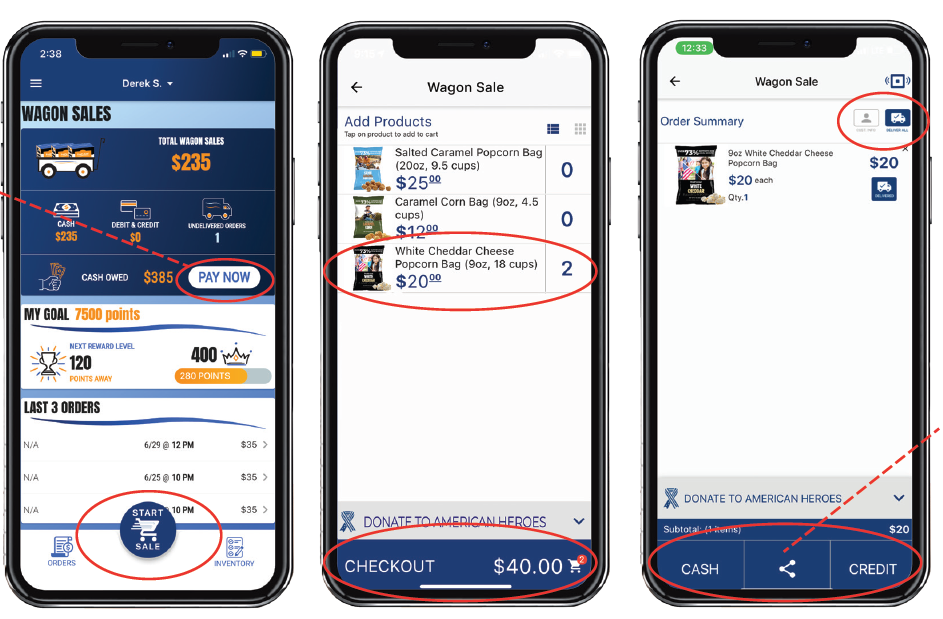 2:38
Derek S.
WAGON SALES
TOTAL WAGON SALES
$235
CASH
$235
DEBIT & CREDIT
$0
UNDELIVERED ORDERS
1
CASH OWED $385 PAY NOW
MY GOAL 7500 points
NEXT REWARD LEVEL
120
POINTS AWAY
400
280 POINTS
LAST 3 ORDERS
N/A 6/29 @ 12 PM $35
N/A 6/25 @ 10 PM $35
N/A @ 10 PM $35
START
SALE
ORDERS
INVENTORY
Wagon Sale
Add Products
Tap on product to add to cart
Salted Caramel Popcorn Bag
(20oz, 9.5 cups)
$25.00
0
Caramel Corn Bag (9oz, 4.5
cups)
$12.00
0
White Cheddar Cheese
Popcorn Bag (9oz, 18 cups)
$20.00
2
DONATE TO AMERICAN HEROES
CHECKOUT $40.00 2
12:33
Wagon Sale
Order Summary
DELIVER ALL
9oz White Cheddar Cheese
Popcorn Bag
$20 each
Qty.1
$20
DELIVERED
73%
WHITE
CHEDDAR
DONATE TO AMERICAN HEROES
Subtotal: (1 items) $20
CASH
CREDIT